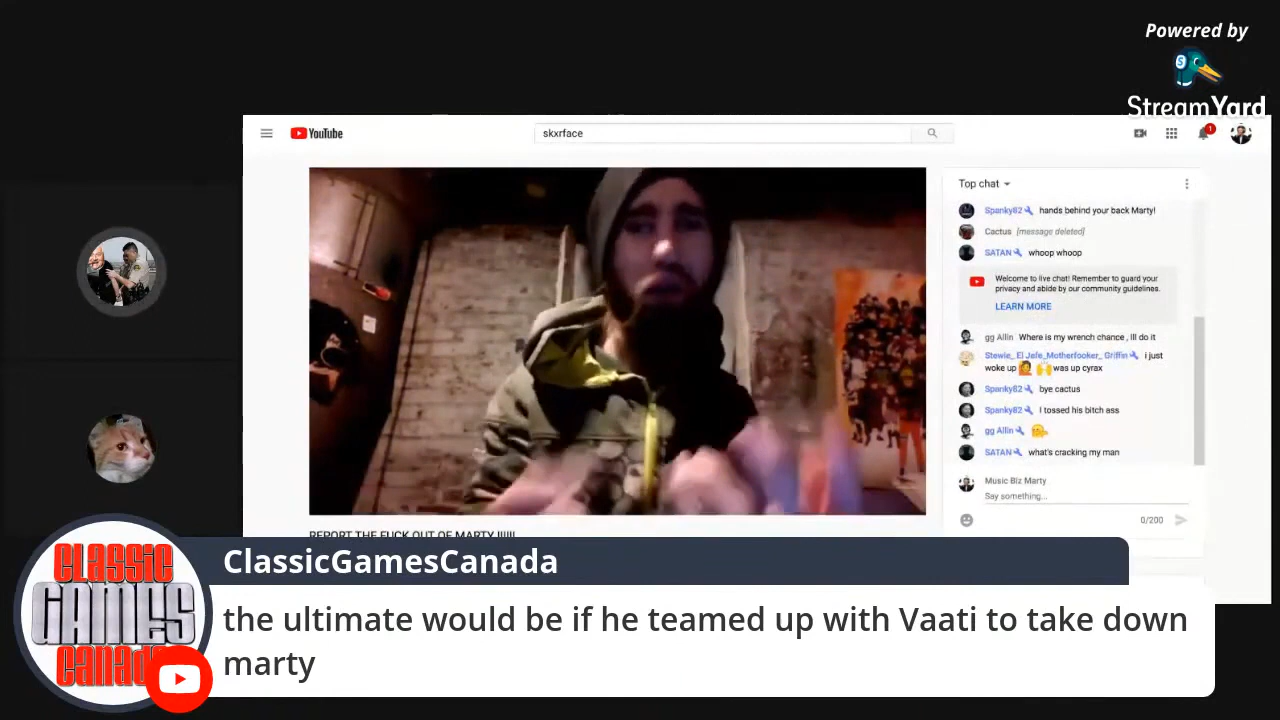 Powered by
StreamYard
YouTube
skxrface
1
Top chat
Spanky82 hands behind your back Marty!
Cactus [message deleted]
SATAN whoop whoop
Welcome to live chat! Remember to guard your
privacy and abide by our community guidelines.
LEARN MORE
gg Allin Where is my wrench chance , Ill do it
Stewie_ El Jefe_Motherfooker_ Griffin i just
woke up 🤷 🙌 was up cyrax
Spanky82 bye cactus
Spanky82 I tossed his bitch ass
gg Allin 🤗
SATAN what's cracking my man
Music Biz Marty
Say something...
0/200
REPORT THE FUCK OUT OF MARTY !!!!!!
CLASSIC
GAMES
Canada
ClassicGamesCanada
the ultimate would be if he teamed up with Vaati to take down
marty